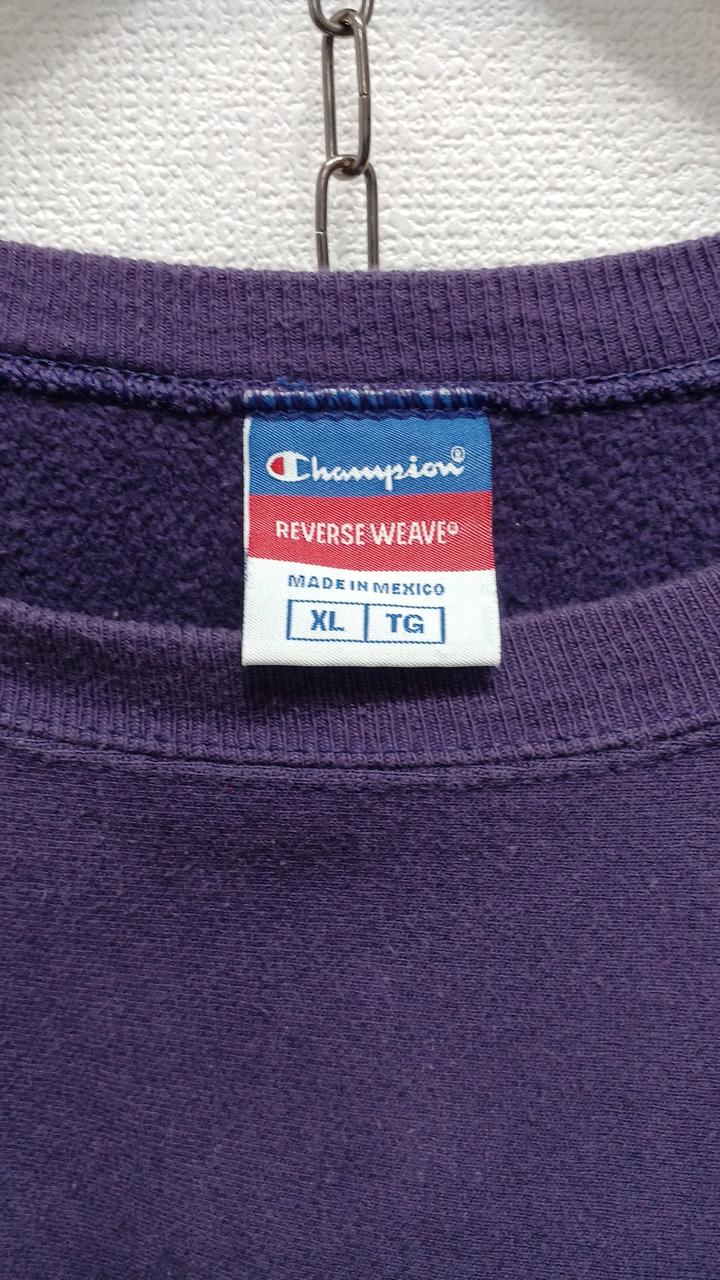 Champion®
REVERSE WEAVE®
MADE IN MEXICO
XL TG